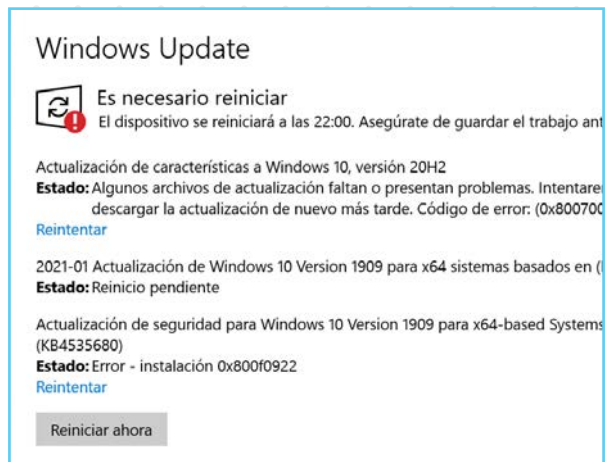 Windows Update
Es necesario reiniciar
El dispositivo se reiniciará a las 22:00. Asegúrate de guardar el trabajo
Actualización de características a Windows 10, versión 20H2
Estado: Algunos archivos de actualización faltan o presentan problemas.
descargar la actualización de nuevo más tarde. Código de error: (0x800700
Reintentar
2021-01 Actualización de Windows 10 Version 1909 para x64 sistemas basados en (
Estado: Reinicio pendiente
Actualización de seguridad para Windows 10 Version 1909 para x64-based Systems
(KB4535680)
Estado: Error - instalación 0x800f0922
Reintentar
Reiniciar ahora